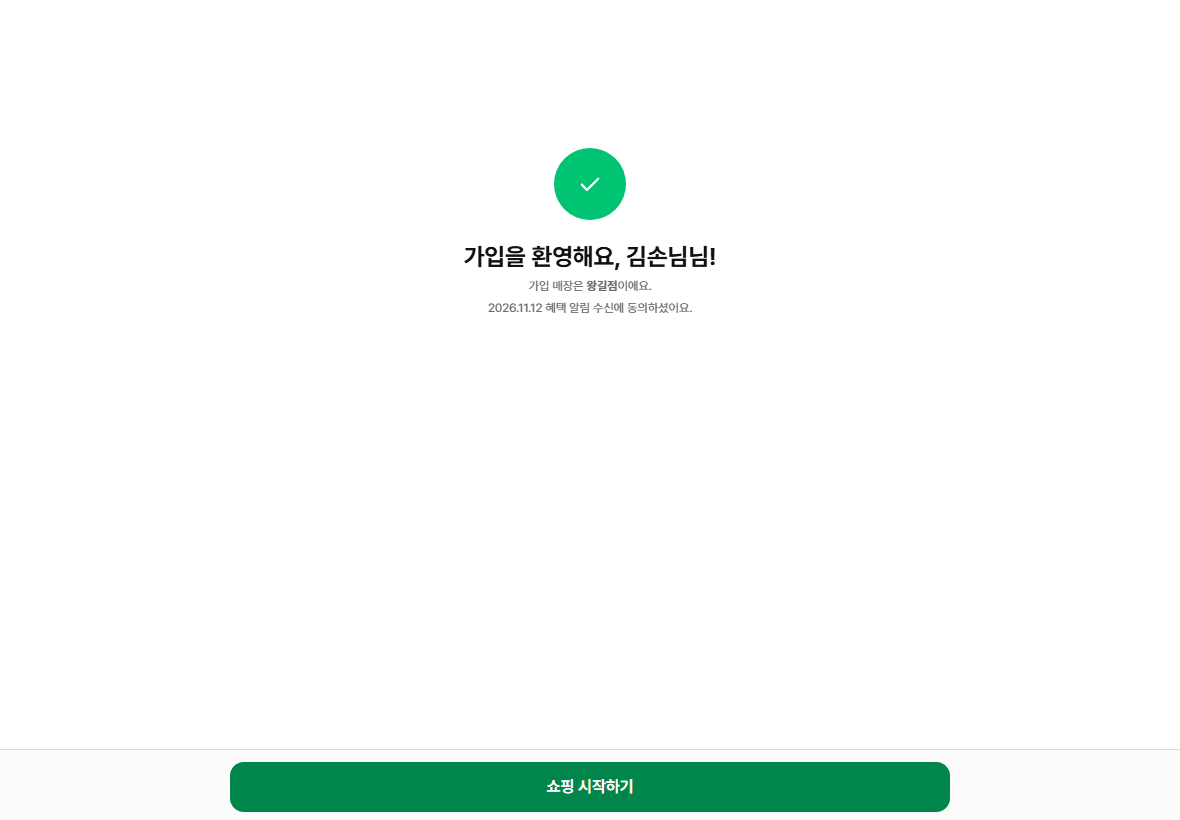 가입을 환영해요, 김손님님!
가입 매장은 왕길점이에요.
2026.11.12 혜택 알림 수신에 동의하셨어요.
쇼핑 시작하기